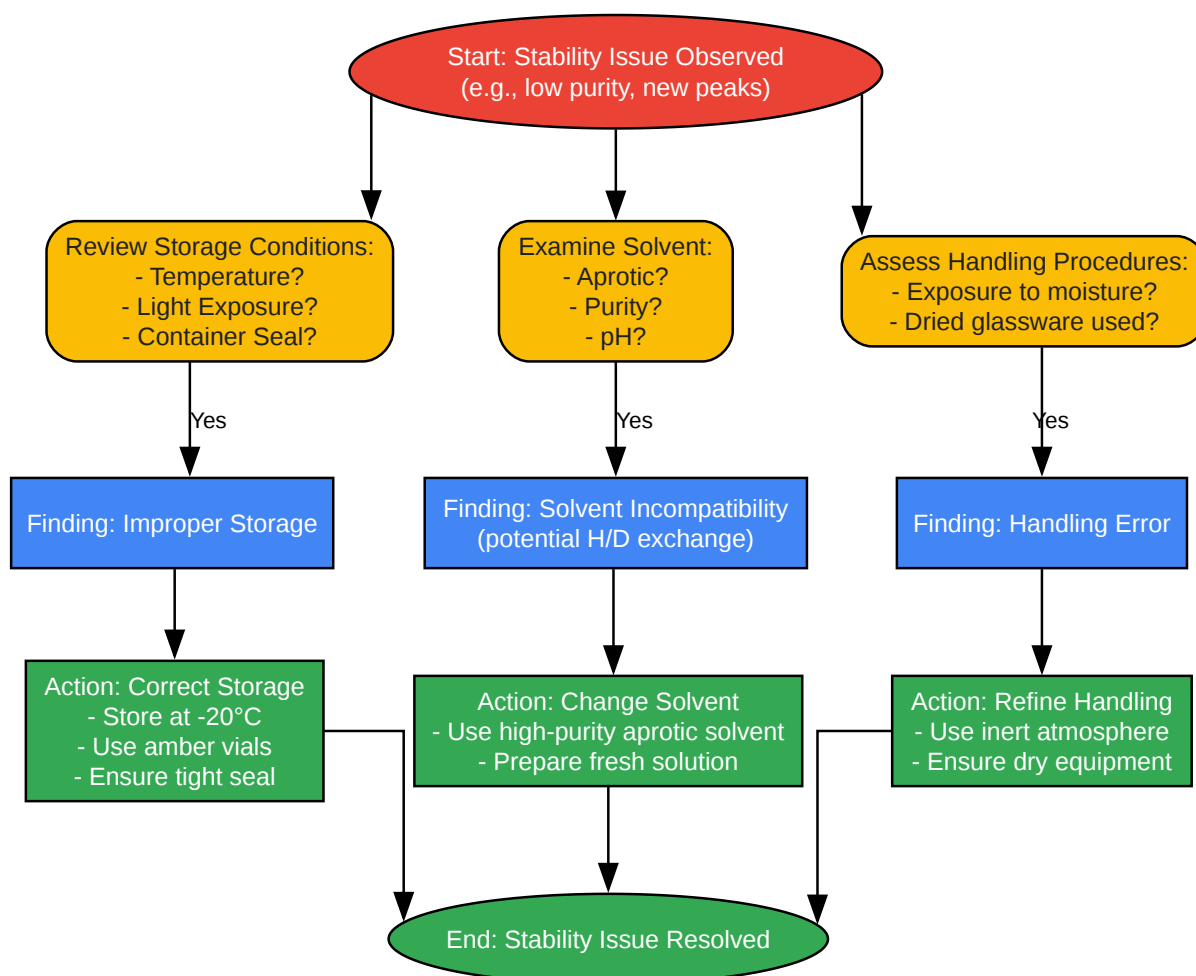 Start: Stability Issue Observed
(e.g., low purity, new peaks)
Review Storage Conditions:
- Temperature?
- Light Exposure?
- Container Seal?
Examine Solvent:
- Aprotic?
- Purity?
- pH?
Assess Handling Procedures:
- Exposure to moisture?
- Dried glassware used?
Yes
Yes
Yes
Finding: Improper Storage
Finding: Solvent Incompatibility
(potential H/D exchange)
Finding: Handling Error
Action: Correct Storage
- Store at -20°C
- Use amber vials
- Ensure tight seal
Action: Change Solvent
- Use high-purity aprotic solvent
- Prepare fresh solution
Action: Refine Handling
- Use inert atmosphere
- Ensure dry equipment
End: Stability Issue Resolved